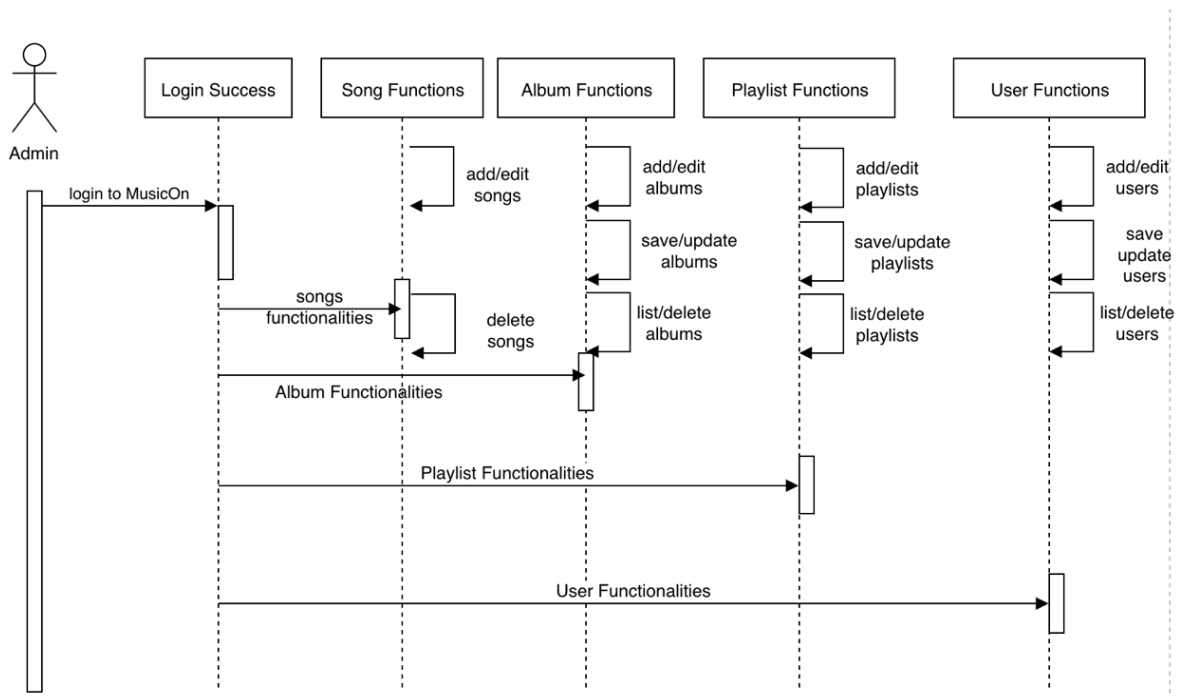 Login Success
Song Functions
Album Functions
Playlist Functions
User Functions
Admin
login to MusicOn
add/edit
songs
add/edit
albums
add/edit
playlists
add/edit
users
save/update
albums
save/update
playlists
save
update
users
songs
functionalities
delete
songs
list/delete
albums
list/delete
playlists
list/delete
users
Album Functionalities
Playlist Functionalities
User Functionalities